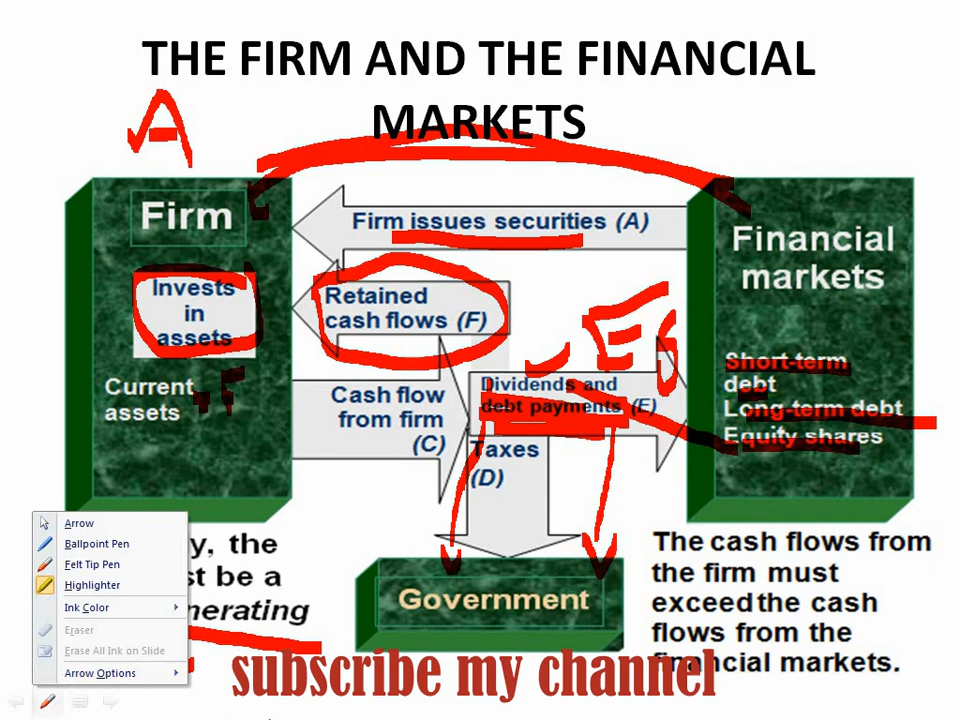 THE FIRM AND THE FINANCIAL
MARKETS
A
Firm
Invests
in
assets
Current
assets
Firm issues securities (A)
Retained
cash flows (F)
Cash flow
from firm
(C)
Dividends and
debt payments (E)
Taxes
(D)
Government
Financial
markets
Short-term
debt
Long-term debt
Equity shares
y, the
st be a
nerating
The cash flows from
the firm must
exceed the cash
flows from the
financial markets.
Arrow
Ballpoint Pen
Felt Tip Pen
Highlighter
Ink Color
Eraser
Erase All Ink on Slide
Arrow Options
subscribe my channel